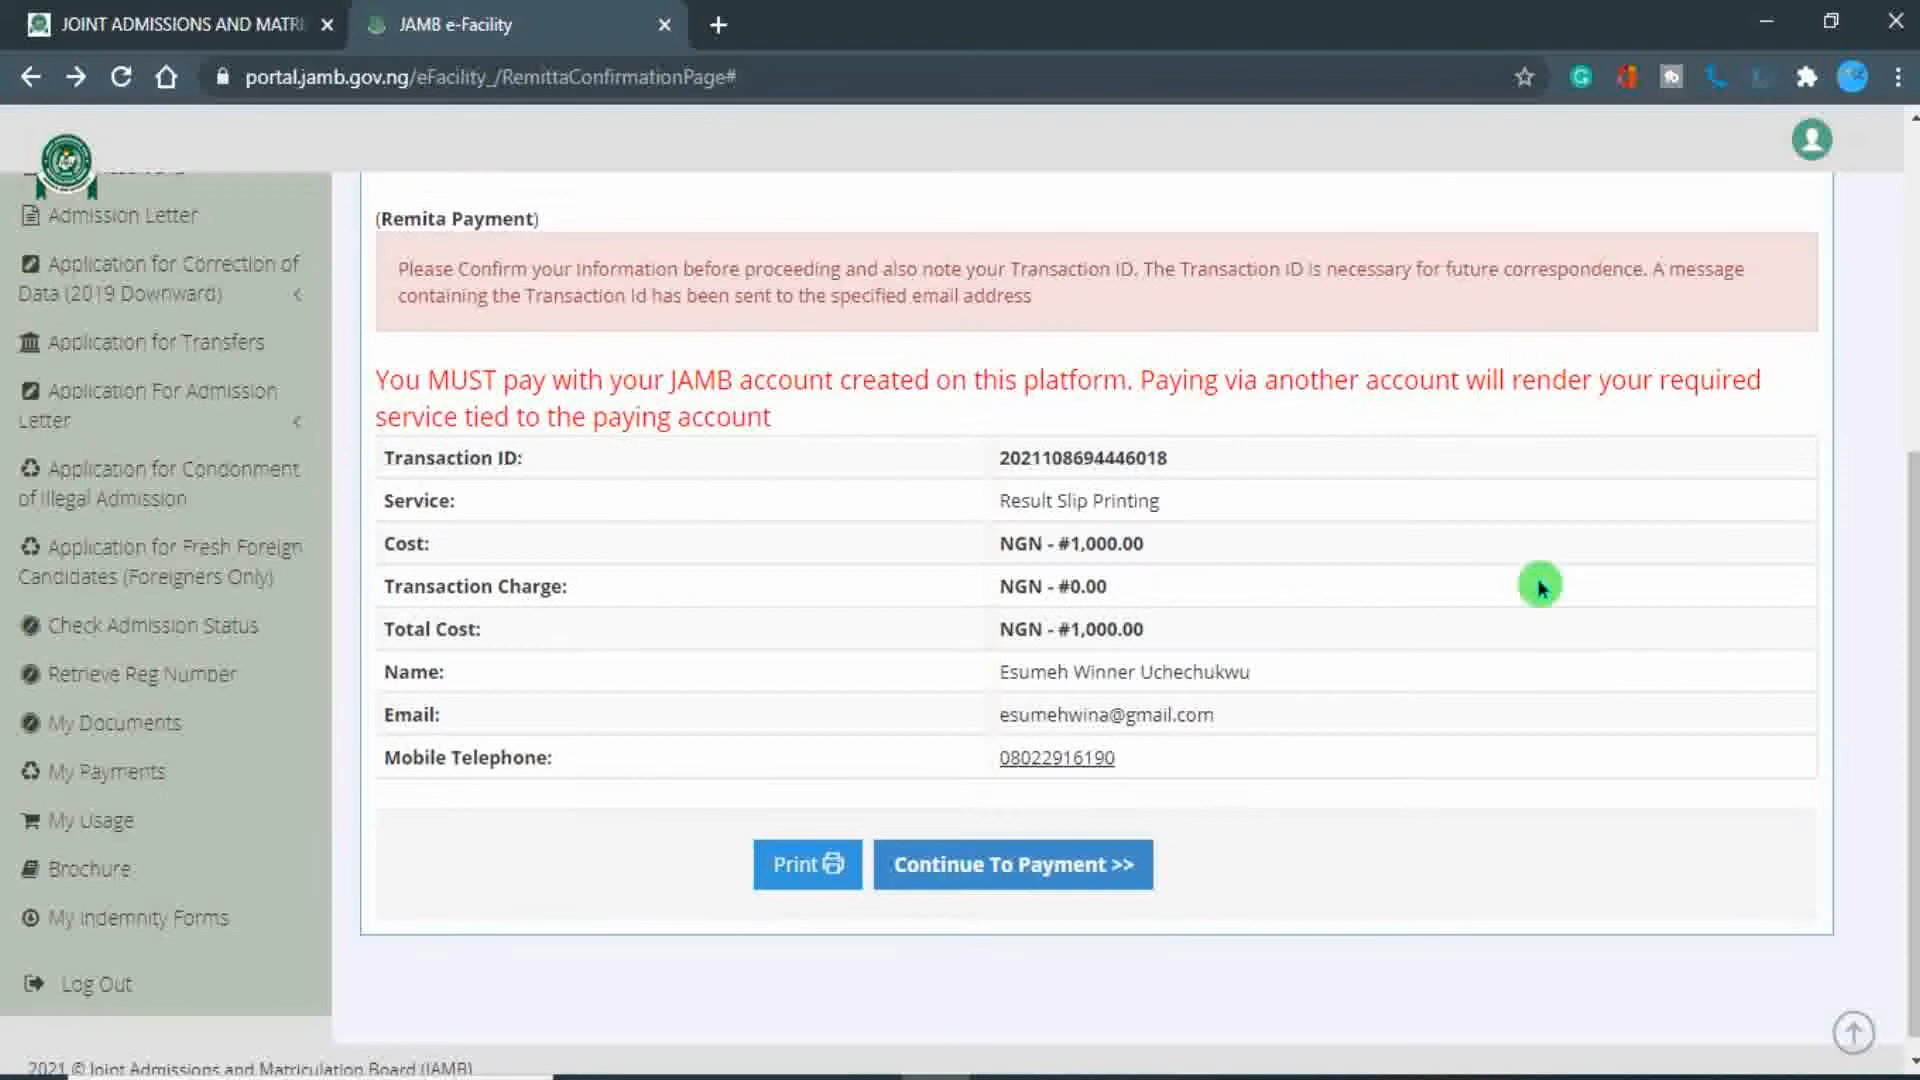 JOINT ADMISSIONS AND MATRI
JAMB e-Facility
portal.jamb.gov.ng/eFacility_/RemittaConfirmationPage#
Admission Letter
Application for Correction of
Data (2019 Downward)
Application for Transfers
Application For Admission
Letter
Application for Condonment
of Illegal Admission
Application for Fresh Foreign
Candidates (Foreigners Only)
Check Admission Status
Retrieve Reg Number
My Documents
My Payments
My Usage
Brochure
My Indemnity Forms
Log Out
(Remita Payment)
Please Confirm your Information before proceeding and also note your Transaction ID. The Transaction ID is necessary for future correspondence. A message
containing the Transaction Id has been sent to the specified email address
You MUST pay with your JAMB account created on this platform. Paying via another account will render your required
service tied to the paying account
Transaction ID: 2021108694446018
Service: Result Slip Printing
Cost: NGN - #1,000.00
Transaction Charge: NGN - #0.00
Total Cost: NGN - #1,000.00
Name: Esumeh Winner Uchechukwu
Email: esumehwina@gmail.com
Mobile Telephone: 08022916190
Print
Continue To Payment >>
2021 © Joint Admissions and Matriculation Board (JAMB)